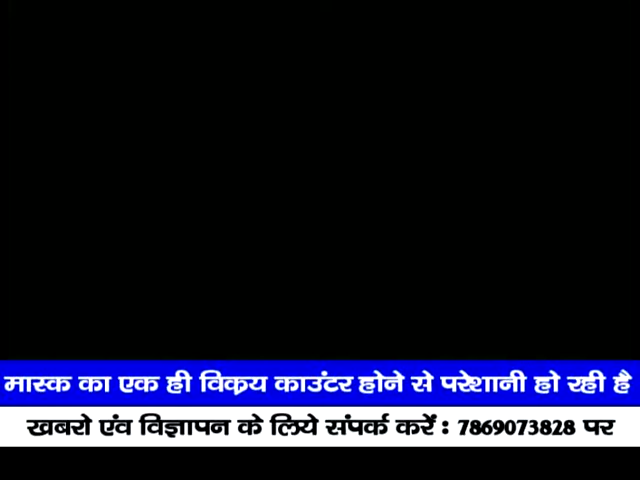 मास्क का एक ही विक्रय काउंटर होने से परेशानी हो रही है
खबरो एंव विज्ञापन के लिये संपर्क करें : 7869073828 पर